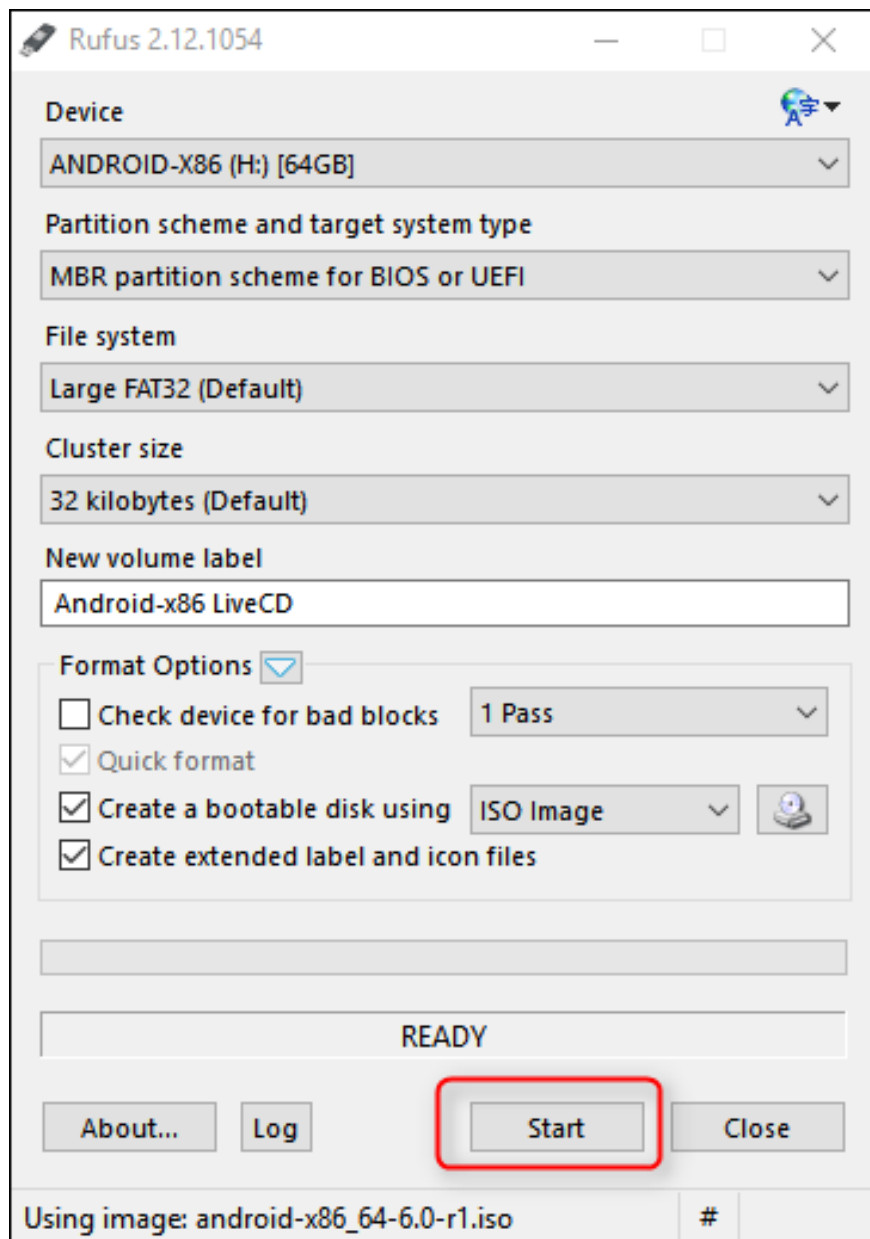 Rufus 2.12.1054
Device
ANDROID-X86 (H:) [64GB]
Partition scheme and target system type
MBR partition scheme for BIOS or UEFI
File system
Large FAT32 (Default)
Cluster size
32 kilobytes (Default)
New volume label
Android-x86 LiveCD
Format Options
Check device for bad blocks 1 Pass
Quick format
Create a bootable disk using ISO Image
Create extended label and icon files
READY
About... Log Start Close
Using image: android-x86_64-6.0-r1.iso #